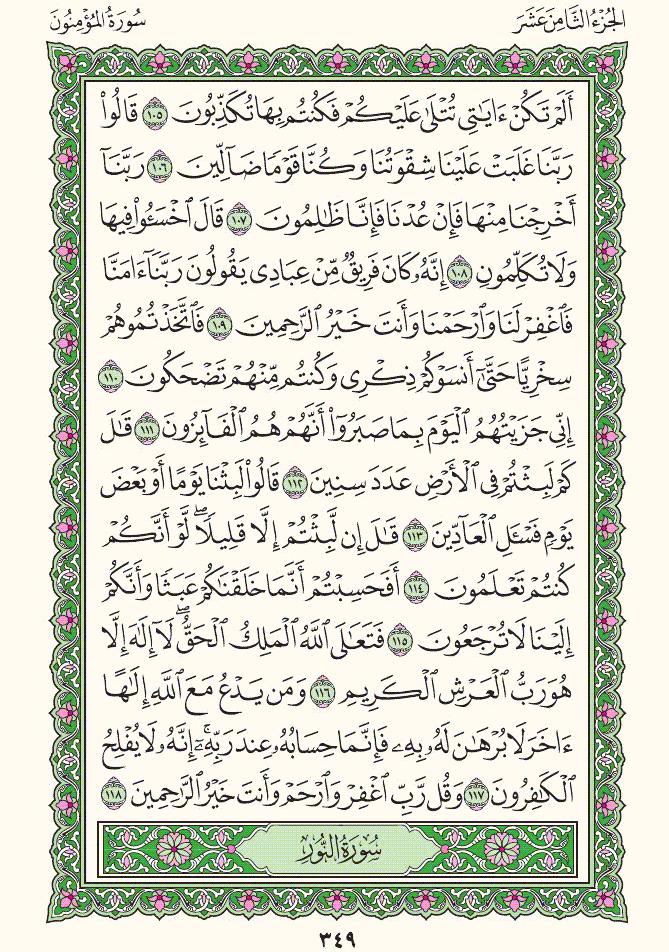 الجُزْءُ الثَّامِنَ عَشَرَ
سُورَةُ المُؤْمِنُونَ
أَلَمْ تَكُنْ ءَايَٰتِى تُتْلَىٰ عَلَيْكُمْ فَكُنتُم بِهَا تُكَذِّبُونَ ١٠٥ قَالُوا۟
رَبَّنَا غَلَبَتْ عَلَيْنَا شِقْوَتُنَا وَكُنَّا قَوْمًا ضَآلِّينَ ١٠٦ رَبَّنَآ
أَخْرِجْنَا مِنْهَا فَإِنْ عُدْنَا فَإِنَّا ظَٰلِمُونَ ١٠٧ قَالَ ٱخْسَـُٔوا۟ فِيهَا
وَلَا تُكَلِّمُونِ ١٠٨ إِنَّهُۥ كَانَ فَرِيقٌ مِّنْ عِبَادِى يَقُولُونَ رَبَّنَآ ءَامَنَّا
فَٱغْفِرْ لَنَا وَٱرْحَمْنَا وَأَنتَ خَيْرُ ٱلرَّٰحِمِينَ ١٠٩ فَٱتَّخَذْتُمُوهُمْ
سِخْرِيًّا حَتَّىٰٓ أَنسَوْكُمْ ذِكْرِى وَكُنتُم مِّنْهُمْ تَضْحَكُونَ ١١٠
إِنِّى جَزَيْتُهُمُ ٱلْيَوْمَ بِمَا صَبَرُوٓا۟ أَنَّهُمْ هُمُ ٱلْفَآئِزُونَ ١١١ قَٰلَ
كَمْ لَبِثْتُمْ فِى ٱلْأَرْضِ عَدَدَ سِنِينَ ١١٢ قَالُوا۟ لَبِثْنَا يَوْمًا أَوْ بَعْضَ
يَوْمٍ فَسْـَٔلِ ٱلْعَآدِّينَ ١١٣ قَٰلَ إِن لَّبِثْتُمْ إِلَّا قَلِيلًا ۖ لَّوْ أَنَّكُمْ
كُنتُمْ تَعْلَمُونَ ١١٤ أَفَحَسِبْتُمْ أَنَّمَا خَلَقْنَٰكُمْ عَبَثًا وَأَنَّكُمْ
إِلَيْنَا لَا تُرْجَعُونَ ١١٥ فَتَعَٰلَى ٱللَّهُ ٱلْمَلِكُ ٱلْحَقُّ ۖ لَآ إِلَٰهَ إِلَّا
هُوَ رَبُّ ٱلْعَرْشِ ٱلْكَرِيمِ ١١٦ وَمَن يَدْعُ مَعَ ٱللَّهِ إِلَٰهًا
ءَاخَرَ لَا بُرْهَٰنَ لَهُۥ بِهِۦ فَإِنَّمَا حِسَابُهُۥ عِندَ رَبِّهِۦٓ ۚ إِنَّهُۥ لَا يُفْلِحُ
ٱلْكَٰفِرُونَ ١١٧ وَقُل رَّبِّ ٱغْفِرْ وَٱرْحَمْ وَأَنتَ خَيْرُ ٱلرَّٰحِمِينَ ١١٨
سُورَةُ النُّورِ
٣٤٩